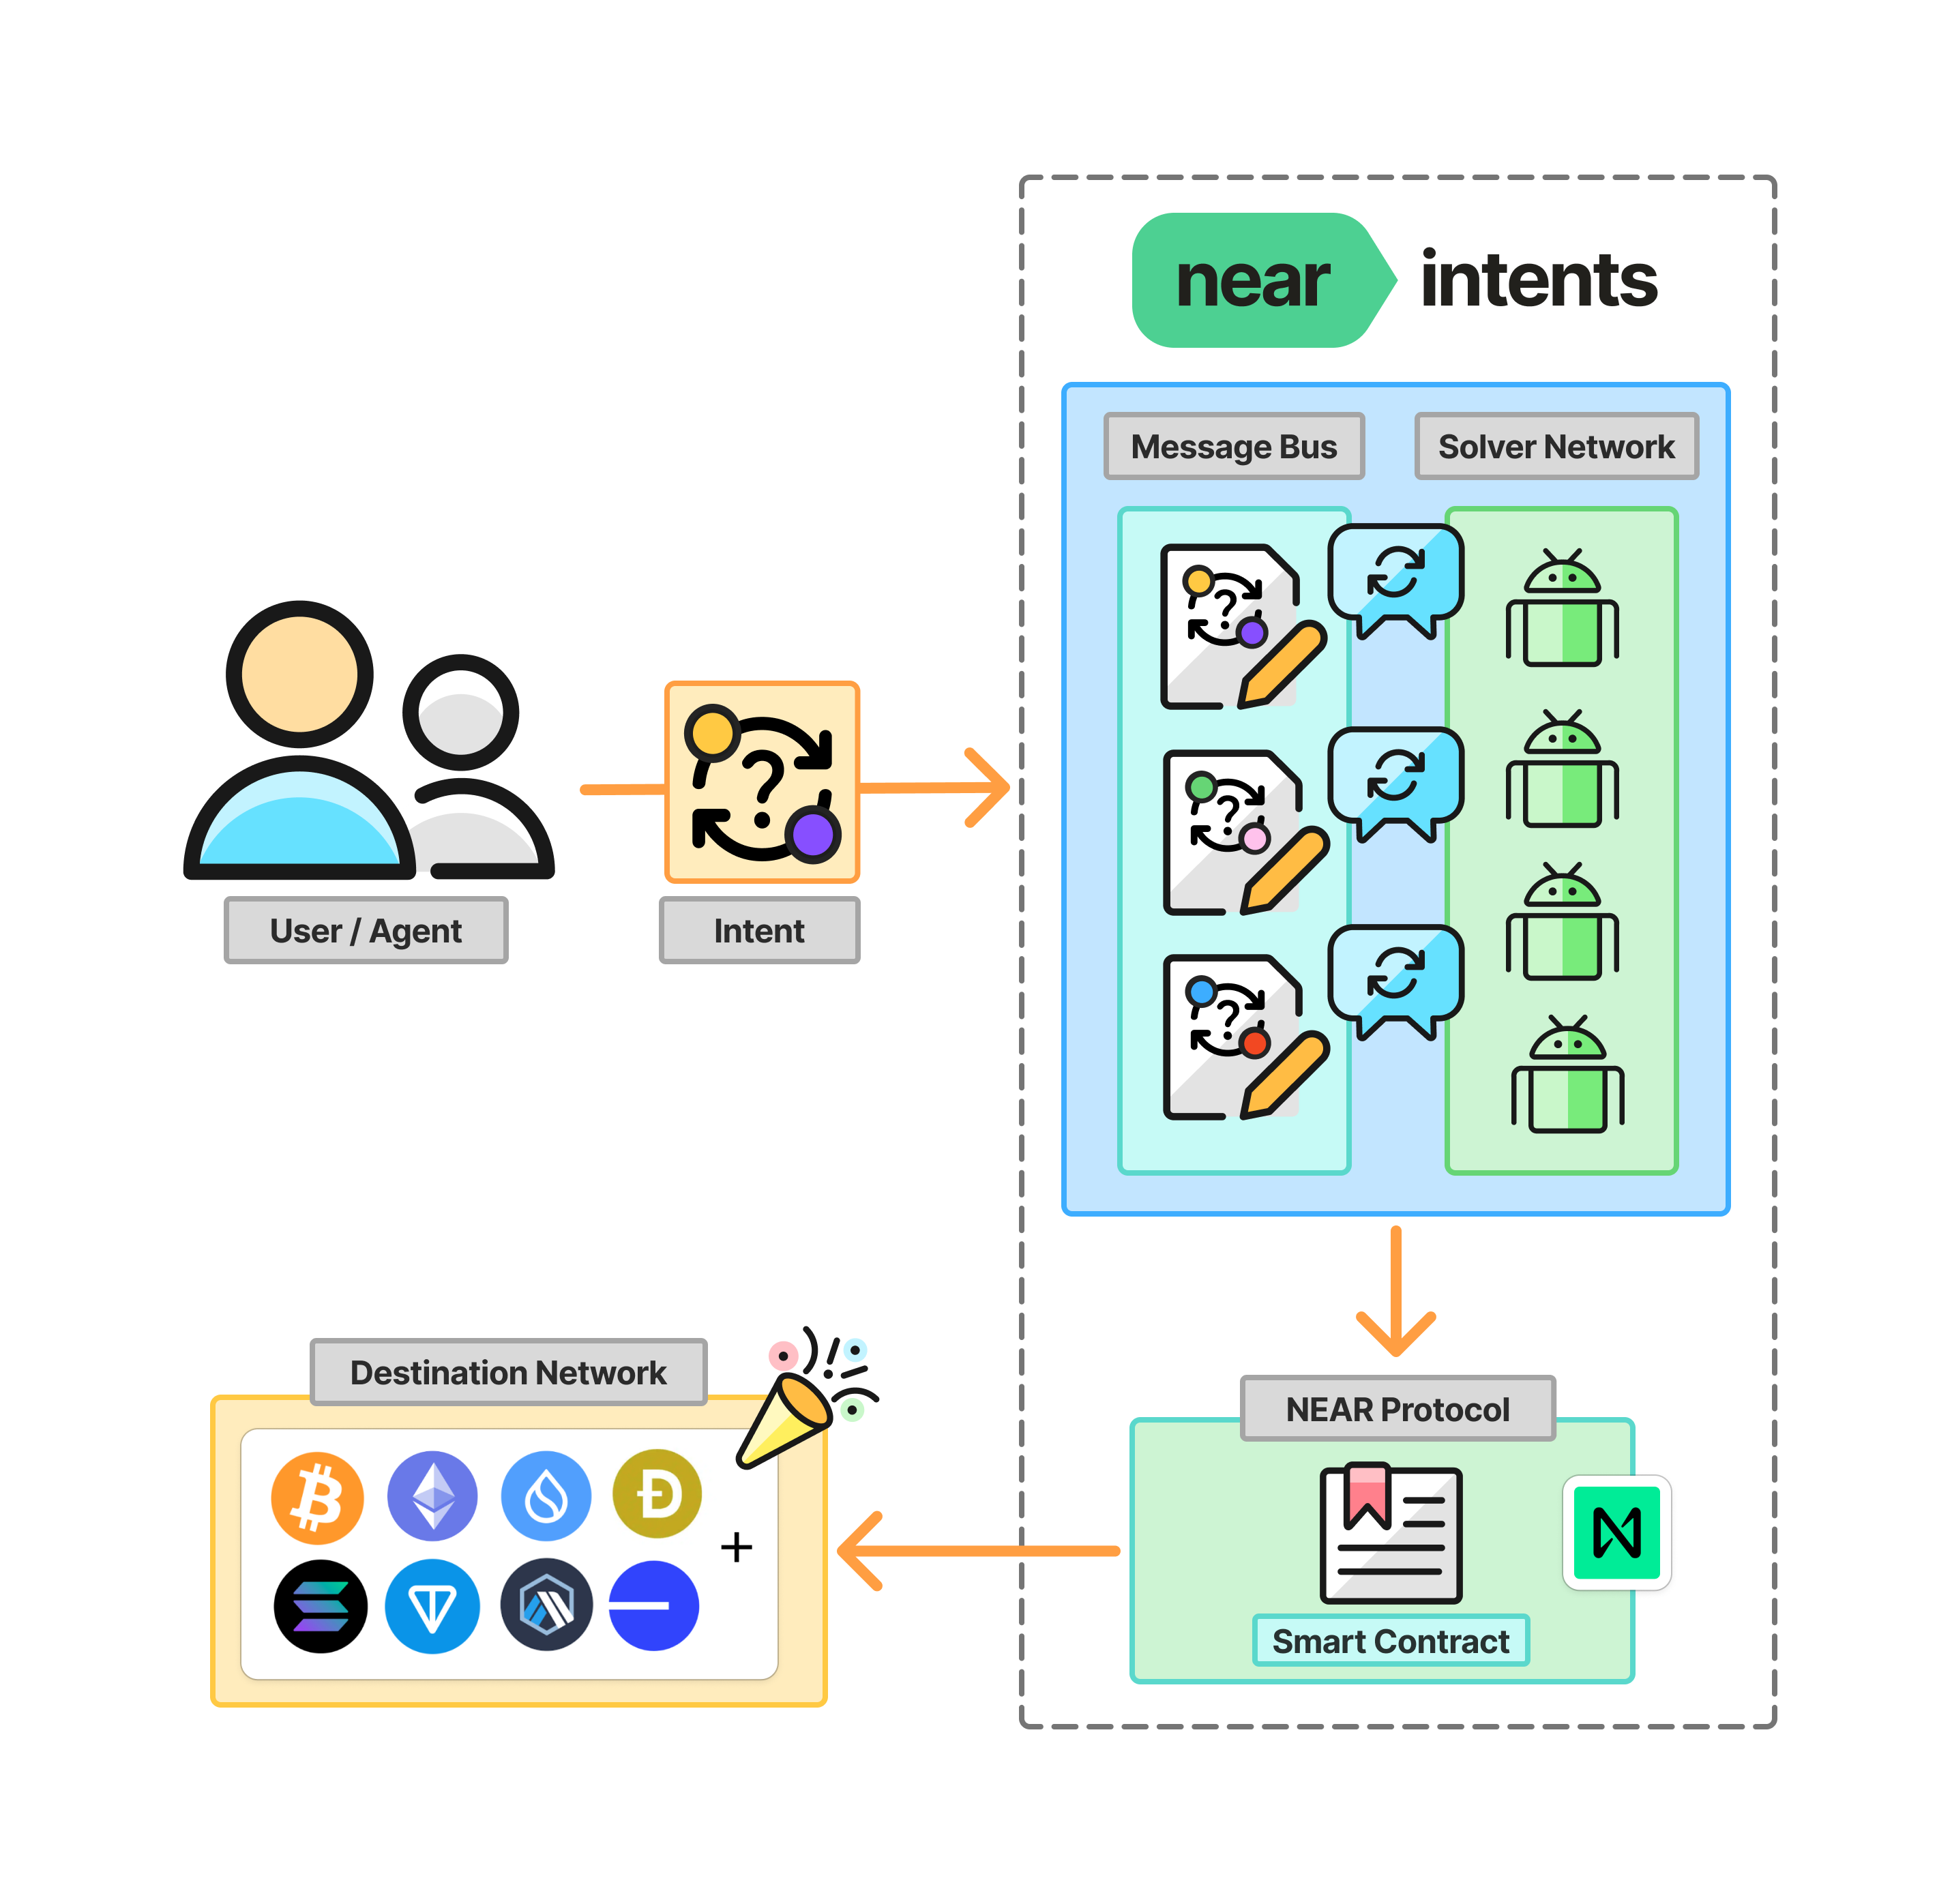 near intents
Message Bus
Solver Network
User / Agent
Intent
Destination Network
NEAR Protocol
Smart Contract